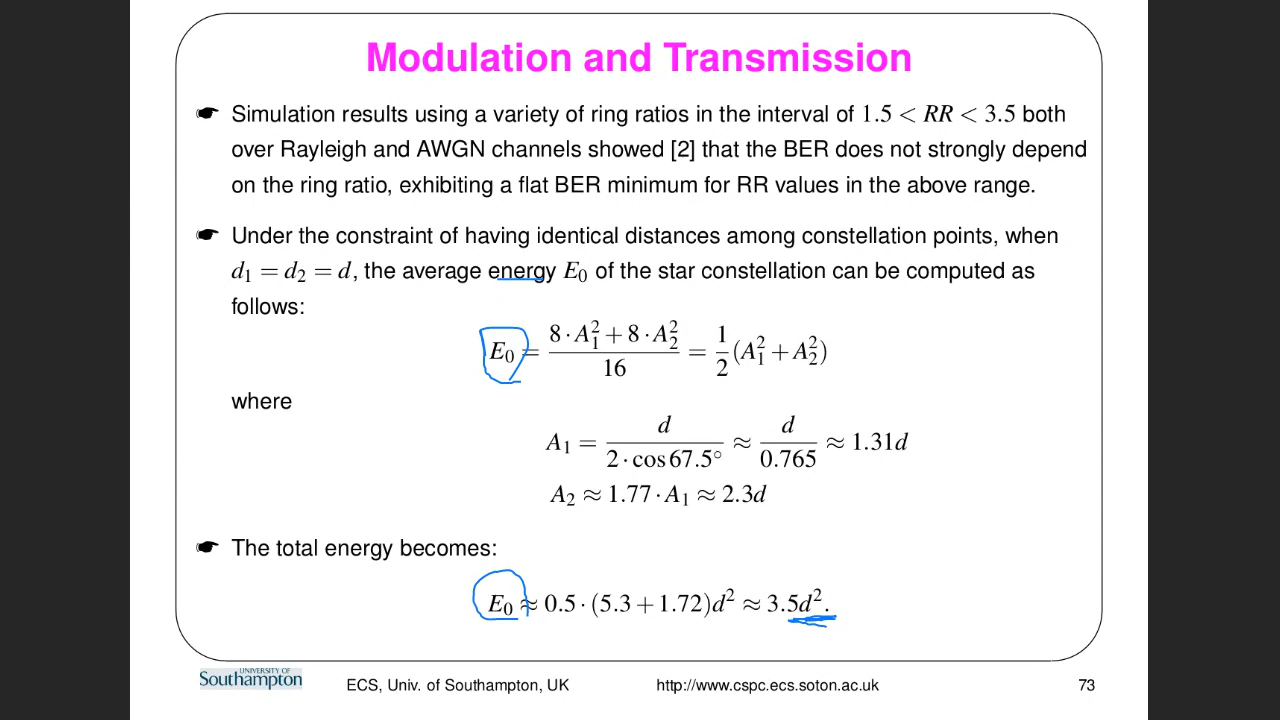 Modulation and Transmission
☛ Simulation results using a variety of ring ratios in the interval of 1.5 < RR < 3.5 both
over Rayleigh and AWGN channels showed [2] that the BER does not strongly depend
on the ring ratio, exhibiting a flat BER minimum for RR values in the above range.
☛ Under the constraint of having identical distances among constellation points, when
d₁ = d₂ = d, the average energy E₀ of the star constellation can be computed as
follows:
E₀ = (8 · A₁² + 8 · A₂²) / 16 = 1/2 (A₁² + A₂²)
where
A₁ = d / (2 · cos 67.5°) ≈ d / 0.765 ≈ 1.31d
A₂ ≈ 1.77 · A₁ ≈ 2.3d
☛ The total energy becomes:
E₀ ≈ 0.5 · (5.3 + 1.72)d² ≈ 3.5d².
UNIVERSITY OF
Southampton
ECS, Univ. of Southampton, UK http://www.cspc.ecs.soton.ac.uk 73